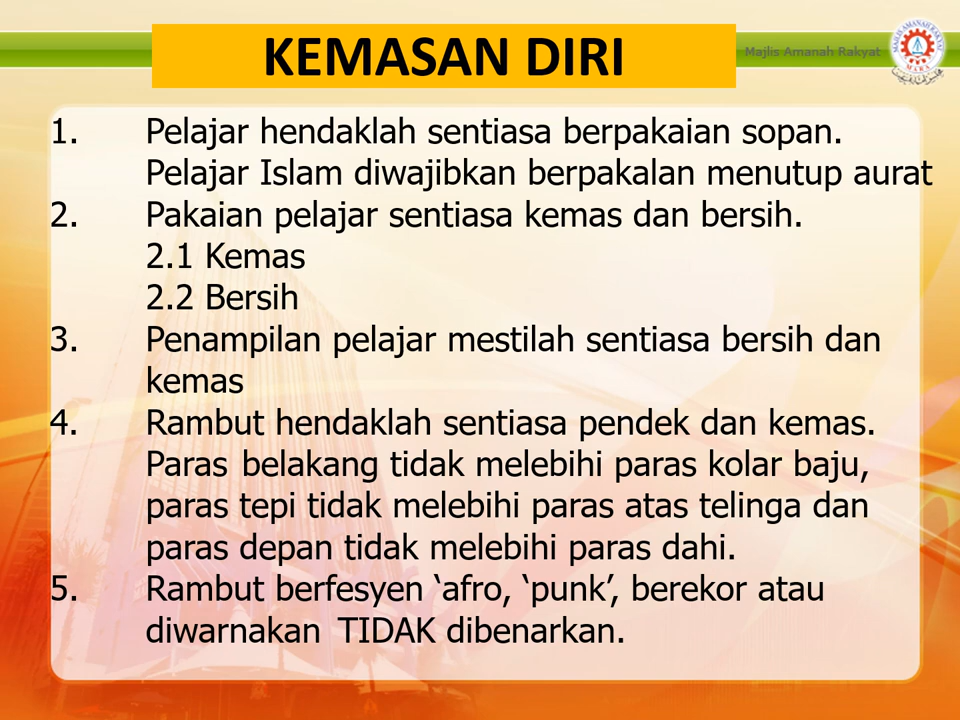 KEMASAN DIRI
Majlis Amanah Rakyat
1. Pelajar hendaklah sentiasa berpakaian sopan.
Pelajar Islam diwajibkan berpakalan menutup aurat
2. Pakaian pelajar sentiasa kemas dan bersih.
2.1 Kemas
2.2 Bersih
3. Penampilan pelajar mestilah sentiasa bersih dan
kemas
4. Rambut hendaklah sentiasa pendek dan kemas.
Paras belakang tidak melebihi paras kolar baju,
paras tepi tidak melebihi paras atas telinga dan
paras depan tidak melebihi paras dahi.
5. Rambut berfesyen ‘afro, ‘punk’, berekor atau
diwarnakan TIDAK dibenarkan.